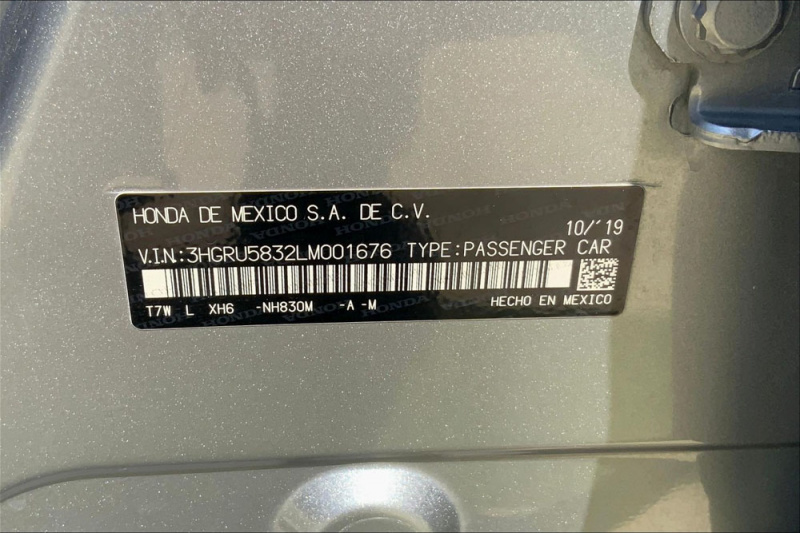 HONDA DE MEXICO S.A. DE C.V.
10/'19
V.I.N:3HGRU5832LM001676 TYPE:PASSENGER CAR
T7W L XH6 -NH830M -A -M HECHO EN MEXICO